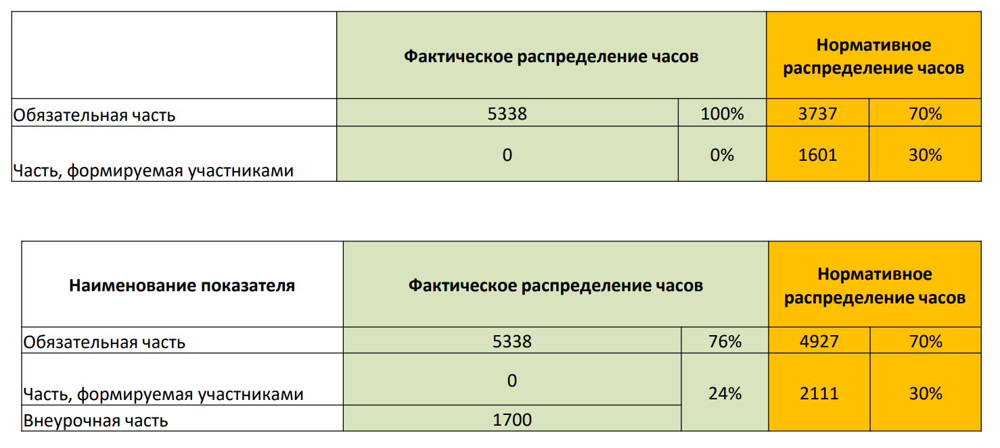 Фактическое распределение часов
Нормативное
распределение часов
Обязательная часть
5338
100%
3737
70%
Часть, формируемая участниками
0
0%
1601
30%
Наименование показателя
Фактическое распределение часов
Нормативное
распределение часов
Обязательная часть
5338
76%
4927
70%
Часть, формируемая участниками
0
24%
2111
30%
Внеурочная часть
1700